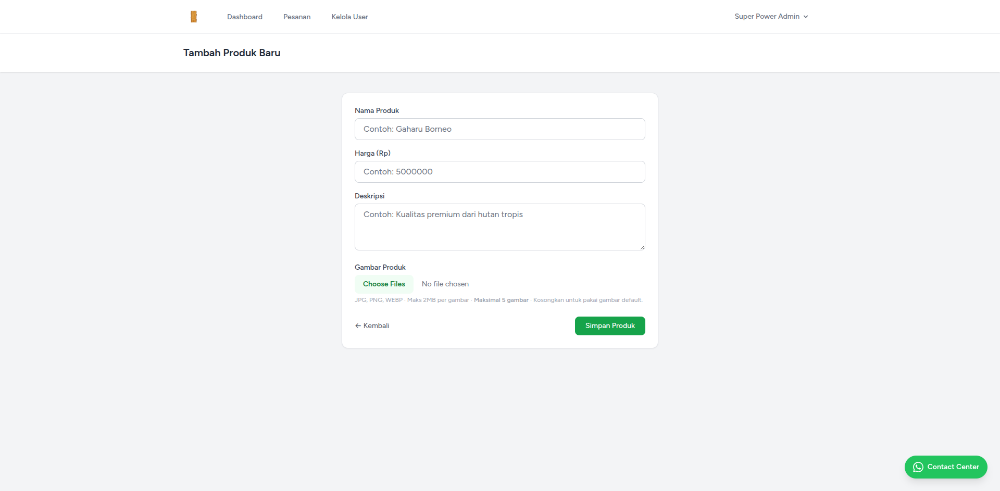 Dashboard
Pesanan
Kelola User
Super Power Admin
Tambah Produk Baru
Nama Produk
Contoh: Gaharu Borneo
Harga (Rp)
Contoh: 5000000
Deskripsi
Contoh: Kualitas premium dari hutan tropis
Gambar Produk
Choose Files No file chosen
JPG, PNG, WEBP · Maks 2MB per gambar · Maksimal 5 gambar · Kosongkan untuk pakai gambar default.
← Kembali
Simpan Produk
Contact Center